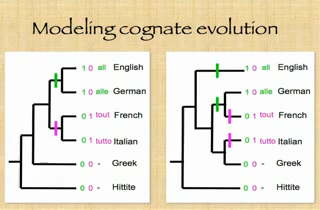 Modeling cognate evolution
1 0 all English
1 0 alle German
0 1 tout French
0 1 tutto Italian
0 0 - Greek
0 0 - Hittite
1 0 all English
1 0 alle German
0 1 tout French
0 1 tutto Italian
0 0 - Greek
0 0 - Hittite